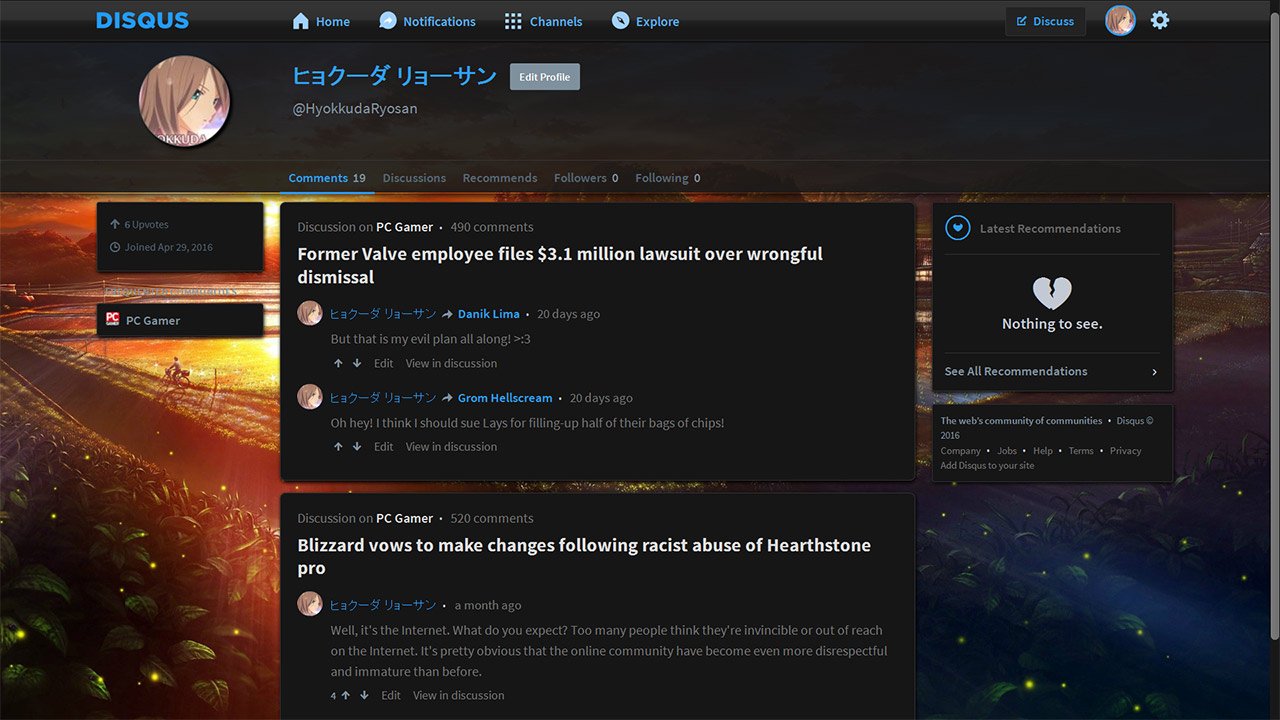 DISQUS
Home
Notifications
Channels
Explore
Discuss
ヒョクーダ リョーサン
Edit Profile
@HyokkudaRyosan
OKKUDA
Comments 19
Discussions
Recommends
Followers 0
Following 0
6 Upvotes
Joined Apr 29, 2016
PC GAMER
PC Gamer
Discussion on PC Gamer • 490 comments
Former Valve employee files $3.1 million lawsuit over wrongful
dismissal
ヒョクーダ リョーサン Danik Lima • 20 days ago
But that is my evil plan all along! >:3
Edit View in discussion
ヒョクーダ リョーサン Grom Hellscream • 20 days ago
Oh hey! I think I should sue Lays for filling-up half of their bags of chips!
Edit View in discussion
Discussion on PC Gamer • 520 comments
Blizzard vows to make changes following racist abuse of Hearthstone
pro
ヒョクーダ リョーサン • a month ago
Well, it's the Internet. What do you expect? Too many people think they're invincible or out of reach
on the Internet. It's pretty obvious that the online community have become even more disrespectful
and immature than before.
4 Edit View in discussion
Latest Recommendations
Nothing to see.
See All Recommendations
The web's community of communities • Disqus ©
2016
Company • Jobs • Help • Terms • Privacy
Add Disqus to your site